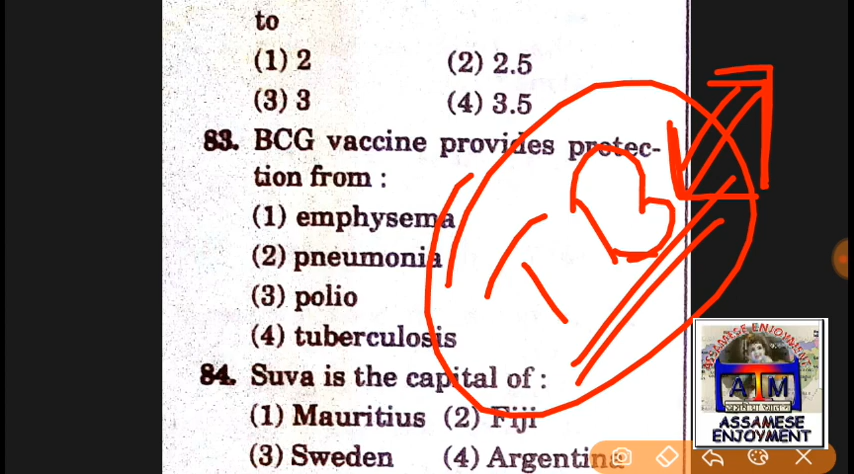 to
(1) 2 (2) 2.5
(3) 3 (4) 3.5
83. BCG vaccine provides protec-
tion from :
(1) emphysema
(2) pneumonia
(3) polio
(4) tuberculosis
84. Suva is the capital of :
(1) Mauritius (2) Fiji
(3) Sweden (4) Argentina
ASSAMESE ENJOYMENT
ATM
ASSAMESE
ENJOYMENT